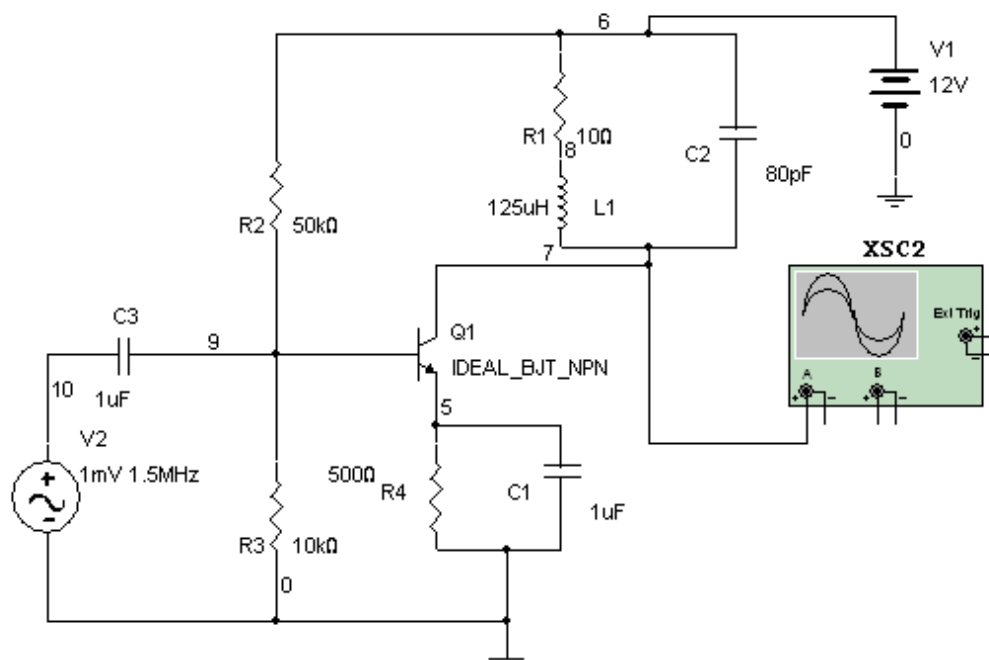 6
V1
12V
R1
10Ω
8
C2
80pF
0
R2
50kΩ
125uH
L1
7
XSC2
C3
9
Q1
Ext Trig
+
-
IDEAL_BJT_NPN
A
B
+
-
+
-
10
1uF
5
V2
1mV 1.5MHz
+
-
500Ω
R4
C1
1uF
R3
10kΩ
0